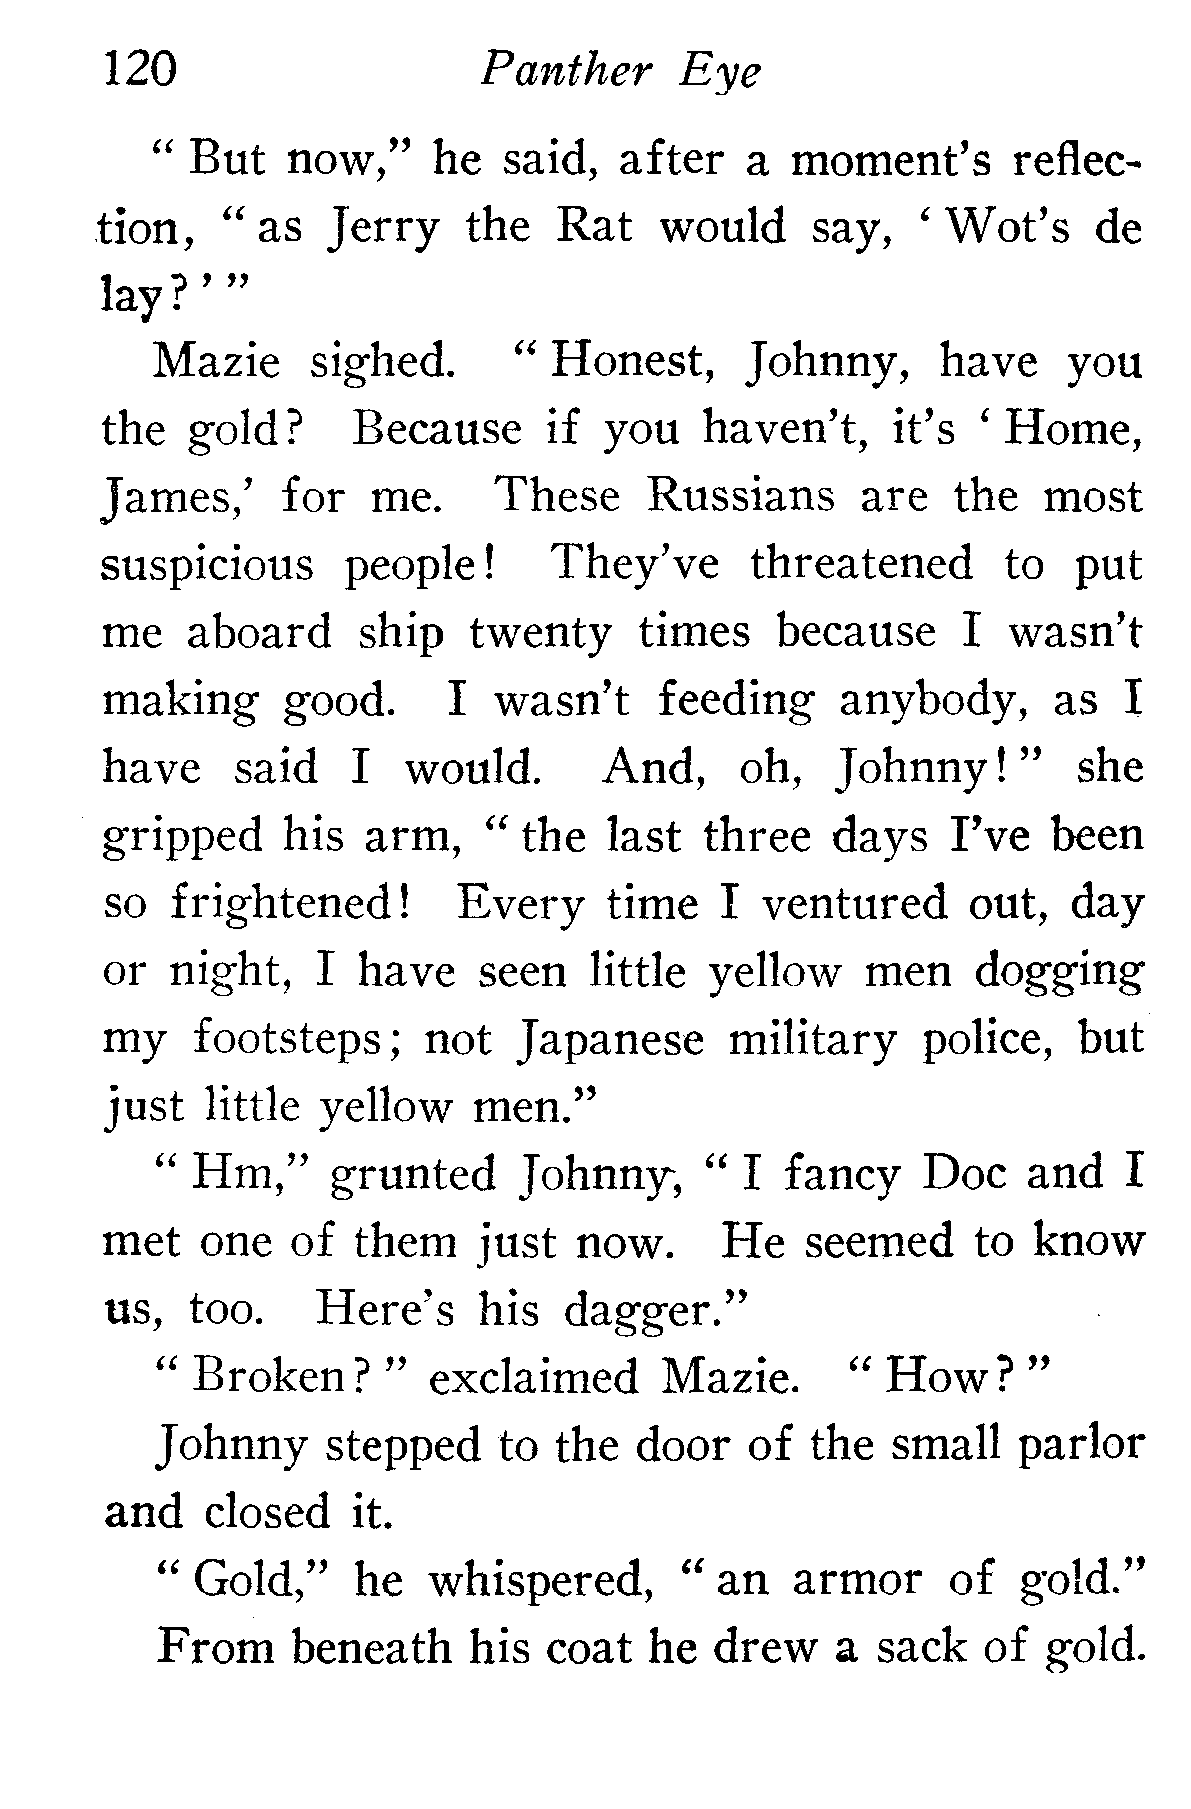 120 Panther Eye
“ But now,” he said, after a moment’s reflec-
tion, “ as Jerry the Rat would say, ‘ Wot’s de
lay? ’ ”
Mazie sighed. “ Honest, Johnny, have you
the gold? Because if you haven’t, it’s ‘ Home,
James,’ for me. These Russians are the most
suspicious people! They’ve threatened to put
me aboard ship twenty times because I wasn’t
making good. I wasn’t feeding anybody, as I
have said I would. And, oh, Johnny! ” she
gripped his arm, “ the last three days I’ve been
so frightened! Every time I ventured out, day
or night, I have seen little yellow men dogging
my footsteps; not Japanese military police, but
just little yellow men.”
“ Hm,” grunted Johnny, “ I fancy Doc and I
met one of them just now. He seemed to know
us, too. Here’s his dagger.”
“ Broken? ” exclaimed Mazie. “ How? ”
Johnny stepped to the door of the small parlor
and closed it.
“ Gold,” he whispered, “ an armor of gold.”
From beneath his coat he drew a sack of gold.